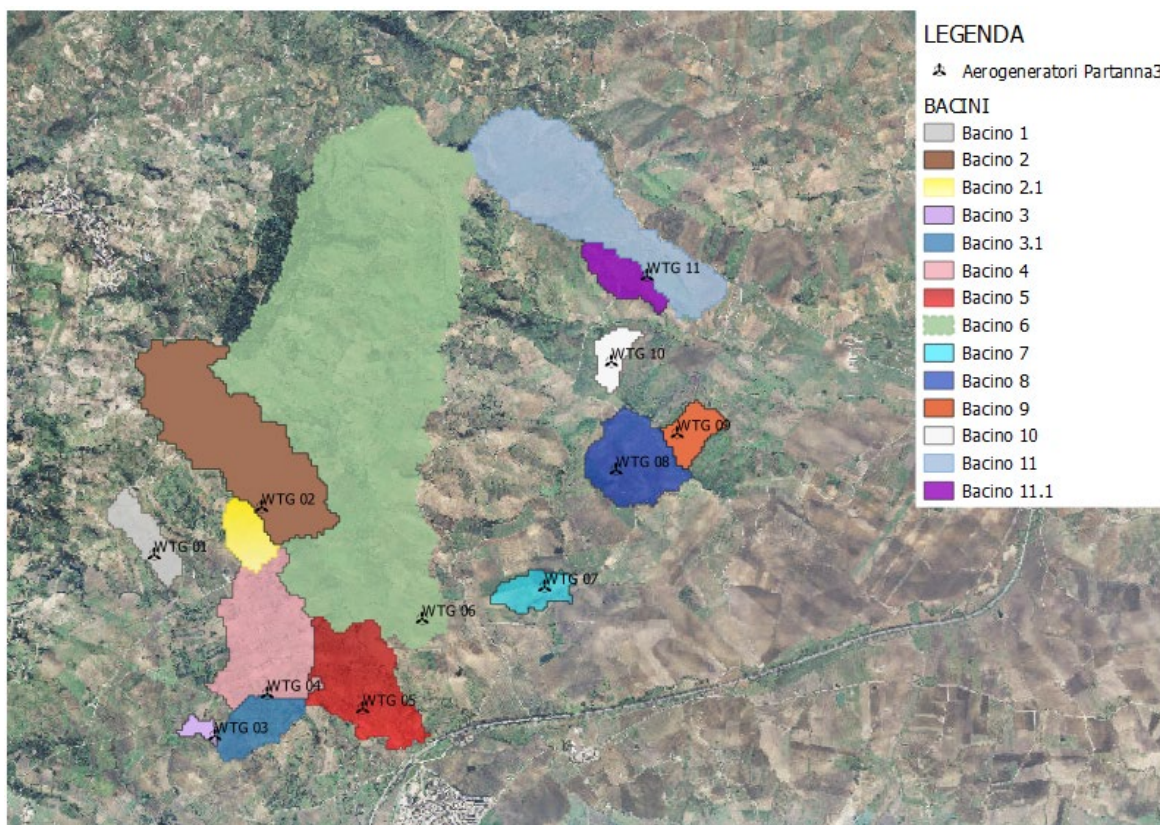 LEGENDA
Aerogeneratori Partanna3
BACINI
Bacino 1
Bacino 2
Bacino 2.1
Bacino 3
Bacino 3.1
Bacino 4
Bacino 5
Bacino 6
Bacino 7
Bacino 8
Bacino 9
Bacino 10
Bacino 11
Bacino 11.1
WTG 11
WTG 10
WTG 09
WTG 08
WTG 02
WTG 01
WTG 07
WTG 06
WTG 04
WTG 05
WTG 03